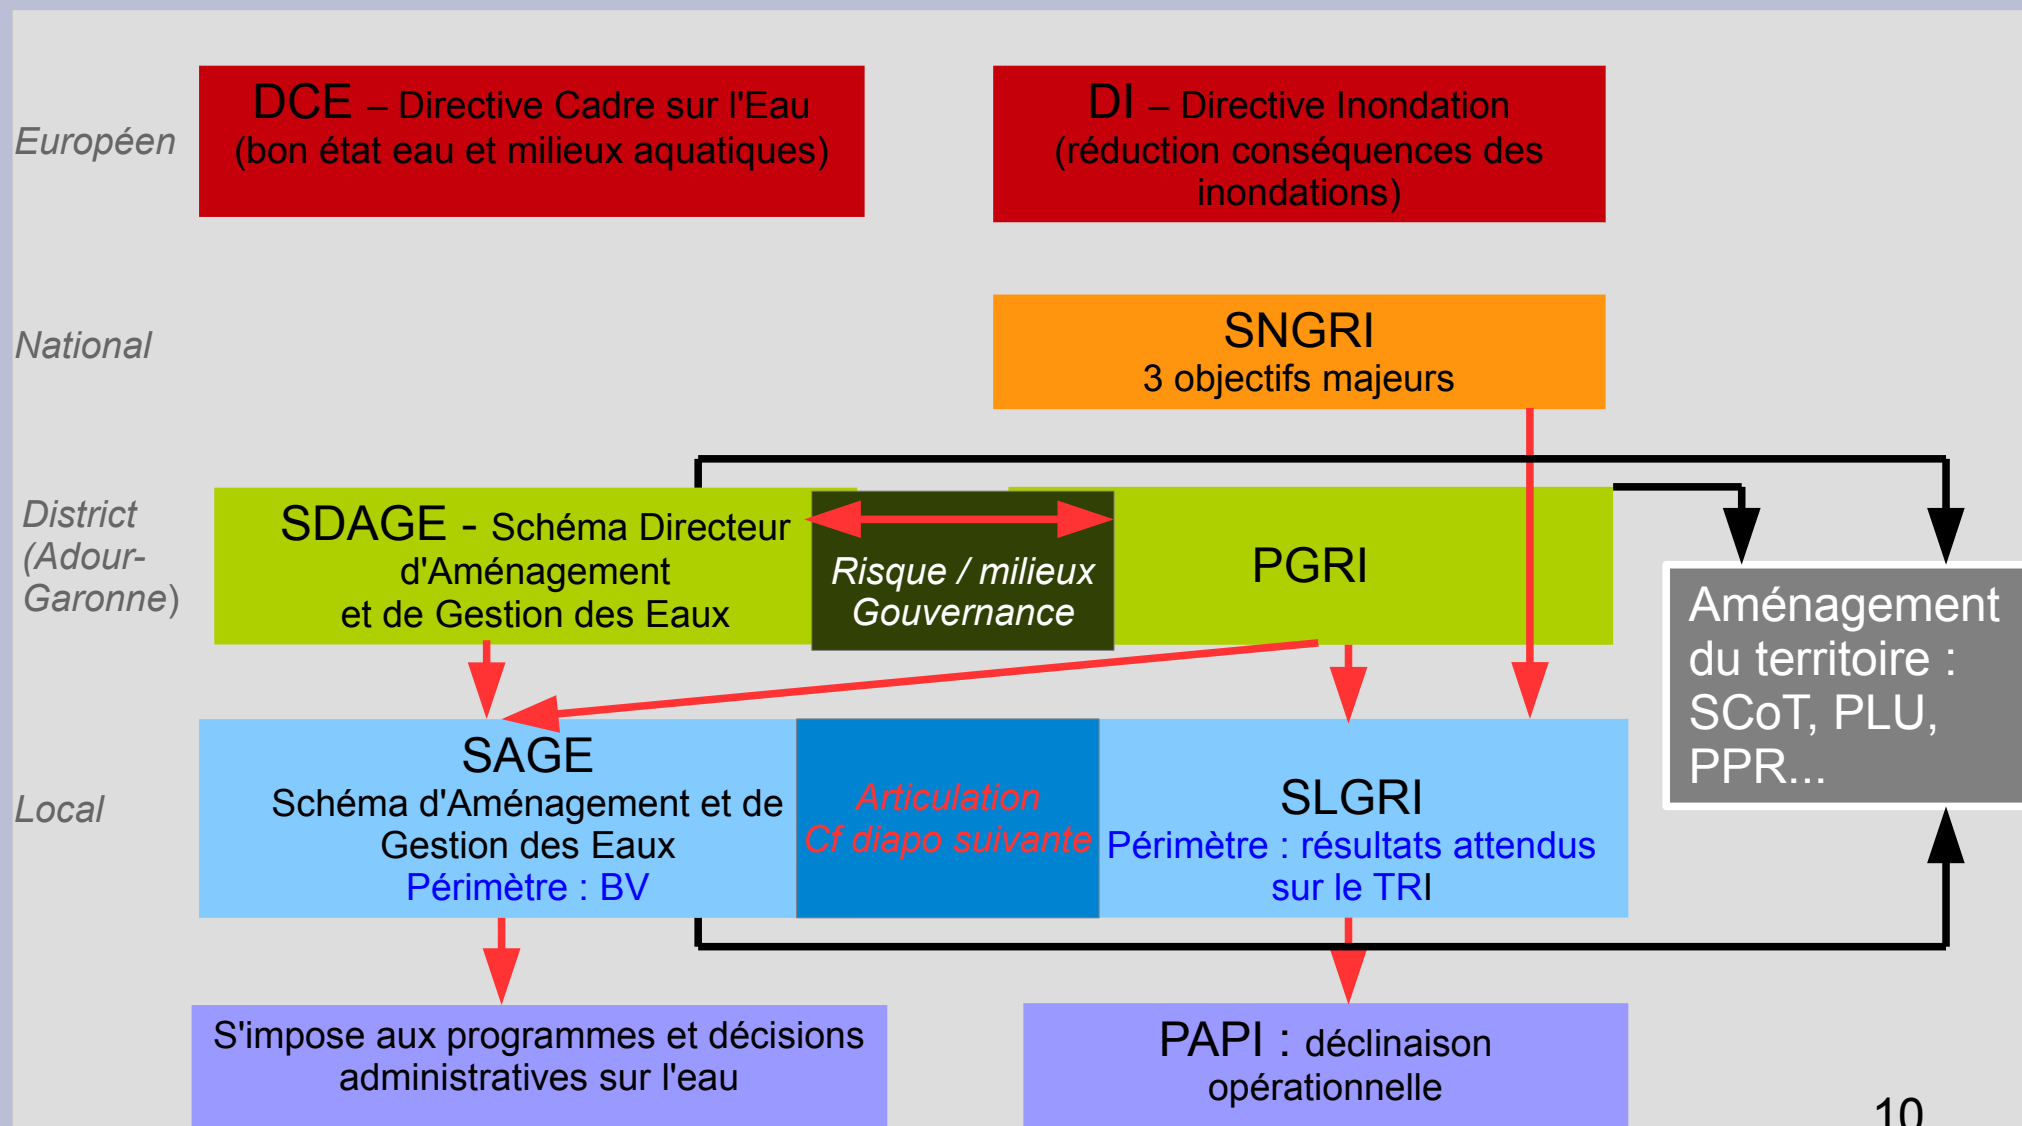 Européen
DCE – Directive Cadre sur l'Eau
(bon état eau et milieux aquatiques)
DI – Directive Inondation
(réduction conséquences des
inondations)
National
SNGRI
3 objectifs majeurs
District
(Adour-
Garonne)
SDAGE - Schéma Directeur
d'Aménagement
et de Gestion des Eaux
Risque / milieux
Gouvernance
PGRI
Aménagement
du territoire :
SCoT, PLU,
PPR...
Local
SAGE
Schéma d'Aménagement et de
Gestion des Eaux
Périmètre : BV
Articulation
Cf diapo suivante
SLGRI
Périmètre : résultats attendus
sur le TRI
S'impose aux programmes et décisions
administratives sur l'eau
PAPI : déclinaison
opérationnelle
10